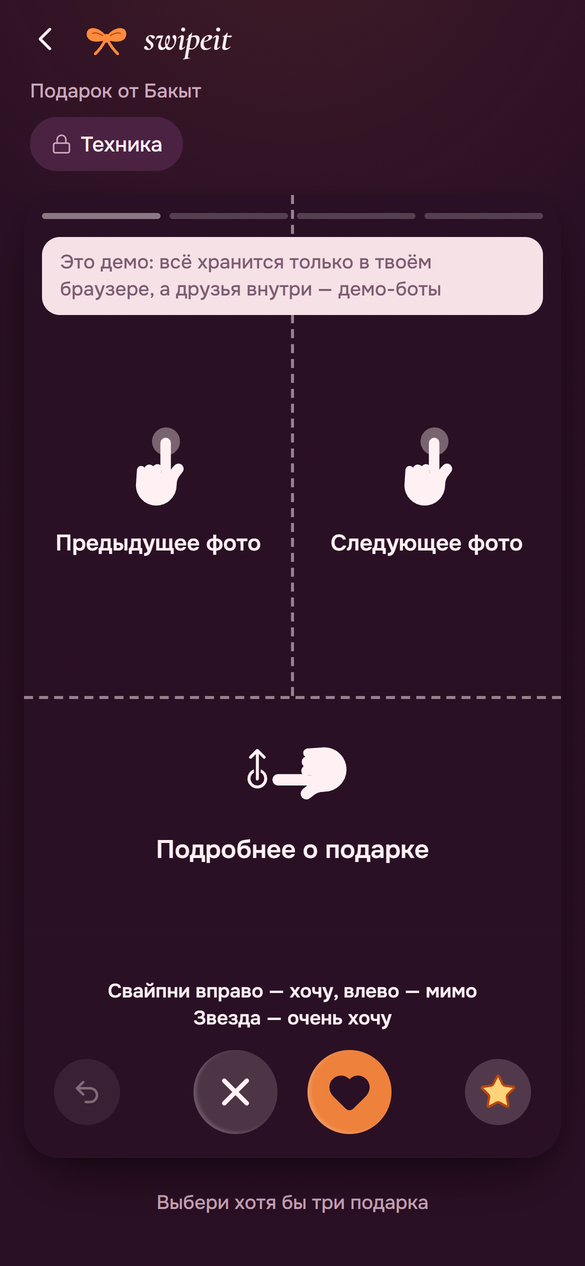 swipeit
Подарок от Бакыт
Техника
Это демо: всё хранится только в твоём
браузере, а друзья внутри — демо-боты
Предыдущее фото
Следующее фото
Подробнее о подарке
Свайпни вправо — хочу, влево — мимо
Звезда — очень хочу
Выбери хотя бы три подарка